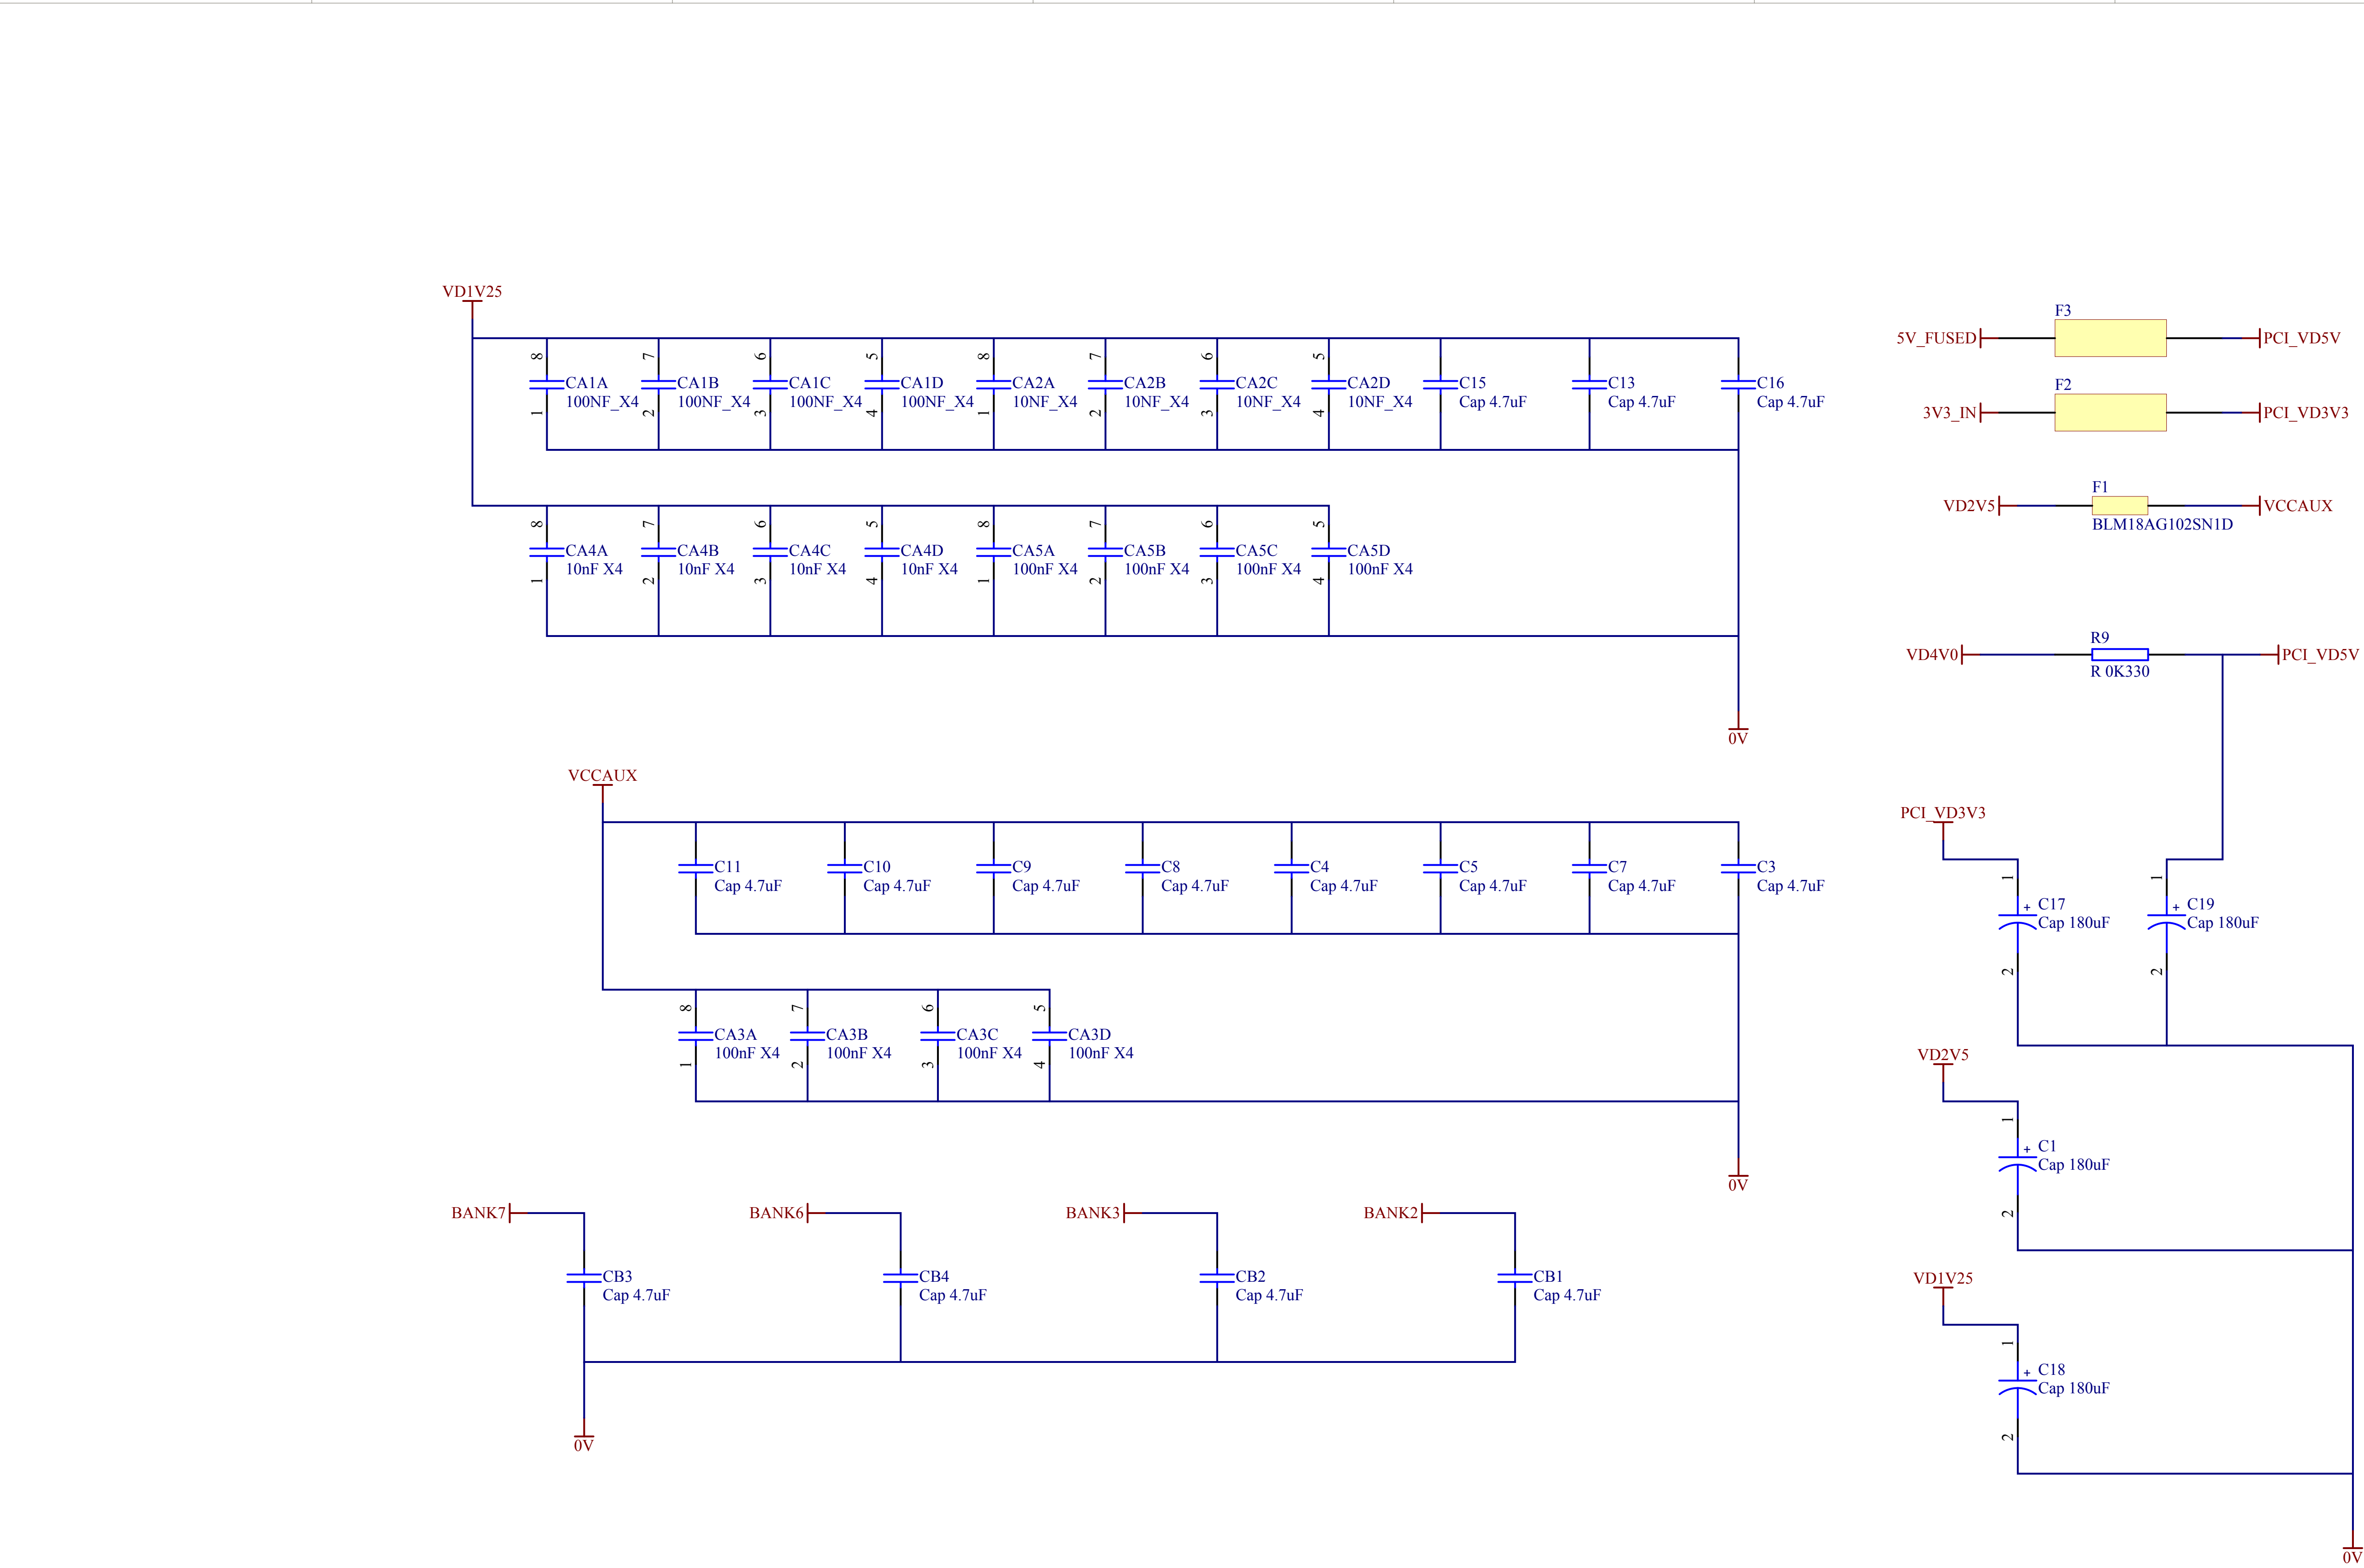 VD1V25
8 7 6 5 8 7 6 5
CA1A CA1B CA1C CA1D CA2A CA2B CA2C CA2D C15 C13 C16
100NF_X4 100NF_X4 100NF_X4 100NF_X4 10NF_X4 10NF_X4 10NF_X4 10NF_X4 Cap 4.7uF Cap 4.7uF Cap 4.7uF
1 2 3 4 1 2 3 4
8 7 6 5 8 7 6 5
CA4A CA4B CA4C CA4D CA5A CA5B CA5C CA5D
10nF X4 10nF X4 10nF X4 10nF X4 100nF X4 100nF X4 100nF X4 100nF X4
1 2 3 4 1 2 3 4
0V
VCCAUX
C11 C10 C9 C8 C4 C5 C7 C3
Cap 4.7uF Cap 4.7uF Cap 4.7uF Cap 4.7uF Cap 4.7uF Cap 4.7uF Cap 4.7uF Cap 4.7uF
8 7 6 5
CA3A CA3B CA3C CA3D
100nF X4 100nF X4 100nF X4 100nF X4
1 2 3 4
0V
BANK7 BANK6 BANK3 BANK2
CB3 CB4 CB2 CB1
Cap 4.7uF Cap 4.7uF Cap 4.7uF Cap 4.7uF
0V
F3
5V_FUSED PCI_VD5V
F2
3V3_IN PCI_VD3V3
F1
VD2V5 VCCAUX
BLM18AG102SN1D
R9
VD4V0 PCI_VD5V
R 0K330
PCI_VD3V3
1 1
+ C17 + C19
Cap 180uF Cap 180uF
2 2
VD2V5
1
+ C1
Cap 180uF
2
VD1V25
1
+ C18
Cap 180uF
2
0V